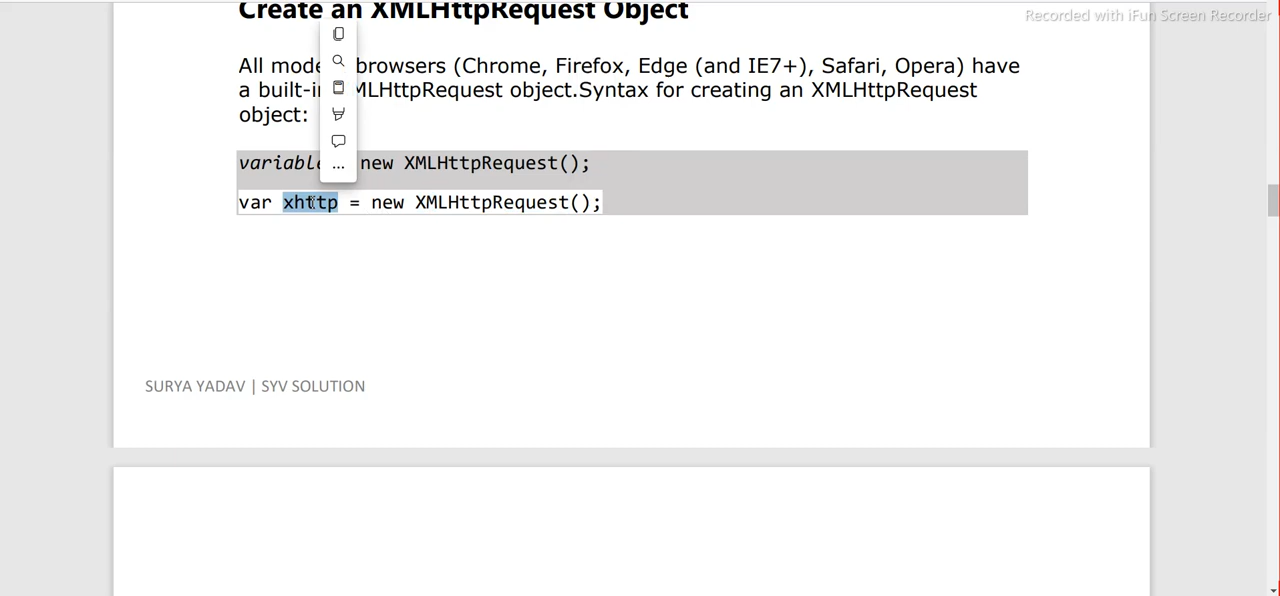 Create an XMLHttpRequest Object
Recorded with iFun Screen Recorder
All mode browsers (Chrome, Firefox, Edge (and IE7+), Safari, Opera) have
a built-i MLHttpRequest object.Syntax for creating an XMLHttpRequest
object:
variable new XMLHttpRequest();
var xhttp = new XMLHttpRequest();
SURYA YADAV | SYV SOLUTION